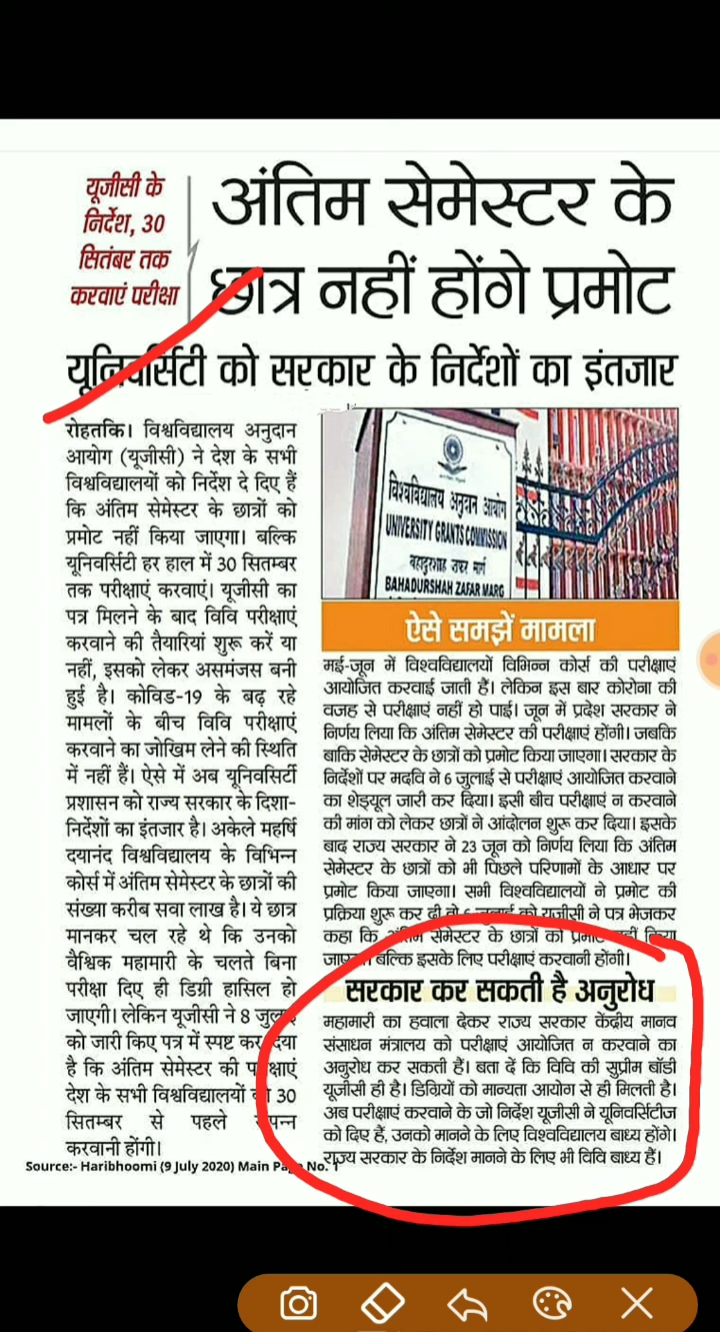 यूजीसी के
निर्देश, 30
सितंबर तक
करवाएं परीक्षा
अंतिम सेमेस्टर के
छात्र नहीं होंगे प्रमोट
यूनिवर्सिटी को सरकार के निर्देशों का इंतजार
रोहतकि। विश्वविद्यालय अनुदान
आयोग (यूजीसी) ने देश के सभी
विश्वविद्यालयों को निर्देश दे दिए हैं
कि अंतिम सेमेस्टर के छात्रों को
प्रमोट नहीं किया जाएगा। बल्कि
यूनिवर्सिटी हर हाल में 30 सितम्बर
तक परीक्षाएं करवाएं। यूजीसी का
पत्र मिलने के बाद विवि परीक्षाएं
करवाने की तैयारियां शुरू करें या
नहीं, इसको लेकर असमंजस बनी
हुई है। कोविड-19 के बढ़ रहे
मामलों के बीच विवि परीक्षाएं
करवाने का जोखिम लेने की स्थिति
में नहीं हैं। ऐसे में अब यूनिवर्सिटी
प्रशासन को राज्य सरकार के दिशा-
निर्देशों का इंतजार है। अकेले महर्षि
दयानंद विश्वविद्यालय के विभिन्न
कोर्स में अंतिम सेमेस्टर के छात्रों की
संख्या करीब सवा लाख है। ये छात्र
मानकर चल रहे थे कि उनको
वैश्विक महामारी के चलते बिना
परीक्षा दिए ही डिग्री हासिल हो
जाएगी। लेकिन यूजीसी ने 8 जुलाई
को जारी किए पत्र में स्पष्ट कर दिया
है कि अंतिम सेमेस्टर की परीक्षाएं
देश के सभी विश्वविद्यालयों को 30
सितम्बर से पहले संपन्न
करवानी होंगी।
विश्वविद्यालय अनुदान आयोग
UNIVERSITY GRANTS COMMISSION
बहादुरशाह जफर मार्ग
BAHADURSHAH ZAFAR MARG
ऐसे समझें मामला
मई-जून में विश्वविद्यालयों विभिन्न कोर्स की परीक्षाएं
आयोजित करवाई जाती हैं। लेकिन इस बार कोरोना की
वजह से परीक्षाएं नहीं हो पाई। जून में प्रदेश सरकार ने
निर्णय लिया कि अंतिम सेमेस्टर की परीक्षाएं होंगी। जबकि
बाकि सेमेस्टर के छात्रों को प्रमोट किया जाएगा। सरकार के
निर्देशों पर मदवि ने 6 जुलाई से परीक्षाएं आयोजित करवाने
का शेड्यूल जारी कर दिया। इसी बीच परीक्षाएं न करवाने
की मांग को लेकर छात्रों ने आंदोलन शुरू कर दिया। इसके
बाद राज्य सरकार ने 23 जून को निर्णय लिया कि अंतिम
सेमेस्टर के छात्रों को भी पिछले परिणामों के आधार पर
प्रमोट किया जाएगा। सभी विश्वविद्यालयों ने प्रमोट की
प्रक्रिया शुरू कर दी तो 6 जुलाई को यूजीसी ने पत्र भेजकर
कहा कि अंतिम सेमेस्टर के छात्रों को प्रमोट नहीं किया
जाएगा बल्कि इसके लिए परीक्षाएं करवानी होंगी।
सरकार कर सकती है अनुरोध
महामारी का हवाला देकर राज्य सरकार केंद्रीय मानव
संसाधन मंत्रालय को परीक्षाएं आयोजित न करवाने का
अनुरोध कर सकती हैं। बता दें कि विवि की सुप्रीम बॉडी
यूजीसी ही है। डिग्रियों को मान्यता आयोग से ही मिलती है।
अब परीक्षाएं करवाने के जो निर्देश यूजीसी ने यूनिवर्सिटीज
को दिए हैं, उनको मानने के लिए विश्वविद्यालय बाध्य होंगे।
राज्य सरकार के निर्देश मानने के लिए भी विवि बाध्य हैं।
Source:- Haribhoomi (9 July 2020) Main Page No. 1